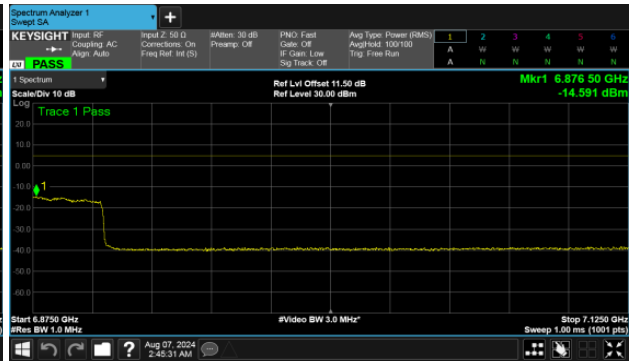 Spectrum Analyzer 1
Swept SA
+
KEYSIGHT
Input: RF
Coupling: AC
Align: Auto
Input Z: 50 Ω
Corrections: On
Freq Ref: Int (S)
#Atten: 30 dB
Preamp: Off
PNO: Fast
Gate: Off
IF Gain: Low
Sig Track: Off
Avg Type: Power (RMS)
Avg|Hold: 100/100
Trig: Free Run
1 2 3 4 5 6
A W W W W W
A N N N N N
LXI PASS
1 Spectrum
Scale/Div 10 dB
Ref Lvl Offset 11.50 dB
Ref Level 30.00 dBm
Mkr1 6.876 50 GHz
-14.591 dBm
Log
Trace 1 Pass
20.0
10.0
0.00
-10.0
1
-20.0
-30.0
-40.0
-50.0
-60.0
Start 6.8750 GHz
#Res BW 1.0 MHz
#Video BW 3.0 MHz*
Stop 7.1250 GHz
Sweep 1.00 ms (1001 pts)
?
Aug 07, 2024
2:45:31 AM